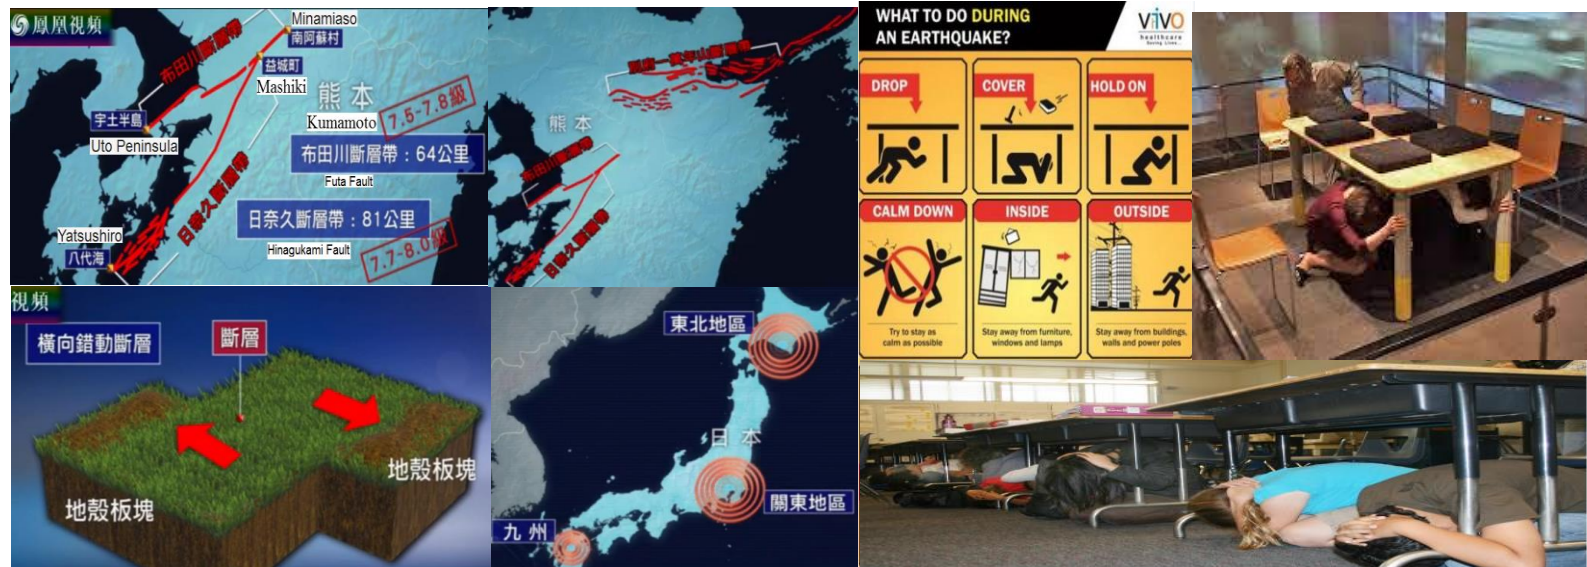 鳳凰視頻
Minamiaso
南阿蘇村
布田川斷層帶
益城町
Mashiki
熊本
Kumamoto
7.5-7.8級
宇土半島
Uto Peninsula
布田川斷層帶：64公里
Futa Fault
日奈久斷層帶
日奈久斷層帶：81公里
Hinagukami Fault
7.7-8.0級
Yatsushiro
八代海
熊本
布田川斷層帶
日奈久斷層帶
視頻
橫向錯動斷層
斷層
地殼板塊
地殼板塊
東北地區
日本
關東地區
九州
WHAT TO DO DURING
AN EARTHQUAKE?
ViVO
healthcare
Saving Lives...
DROP
COVER
HOLD ON
CALM DOWN
Try to stay as
calm as possible
INSIDE
Stay away from furniture,
windows and lamps
OUTSIDE
Stay away from buildings,
walls and power poles